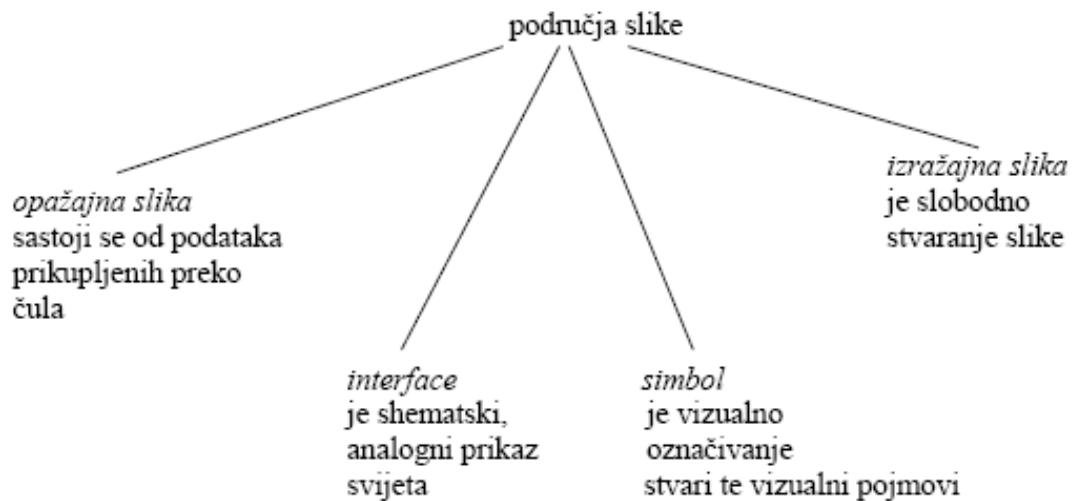 područja slike
opažajna slika
sastoji se od podataka
prikupljenih preko
čula
interface
je shematski,
analogni prikaz
svijeta
simbol
je vizualno
označivanje
stvari te vizualni pojmovi
izražajna slika
je slobodno
stvaranje slike